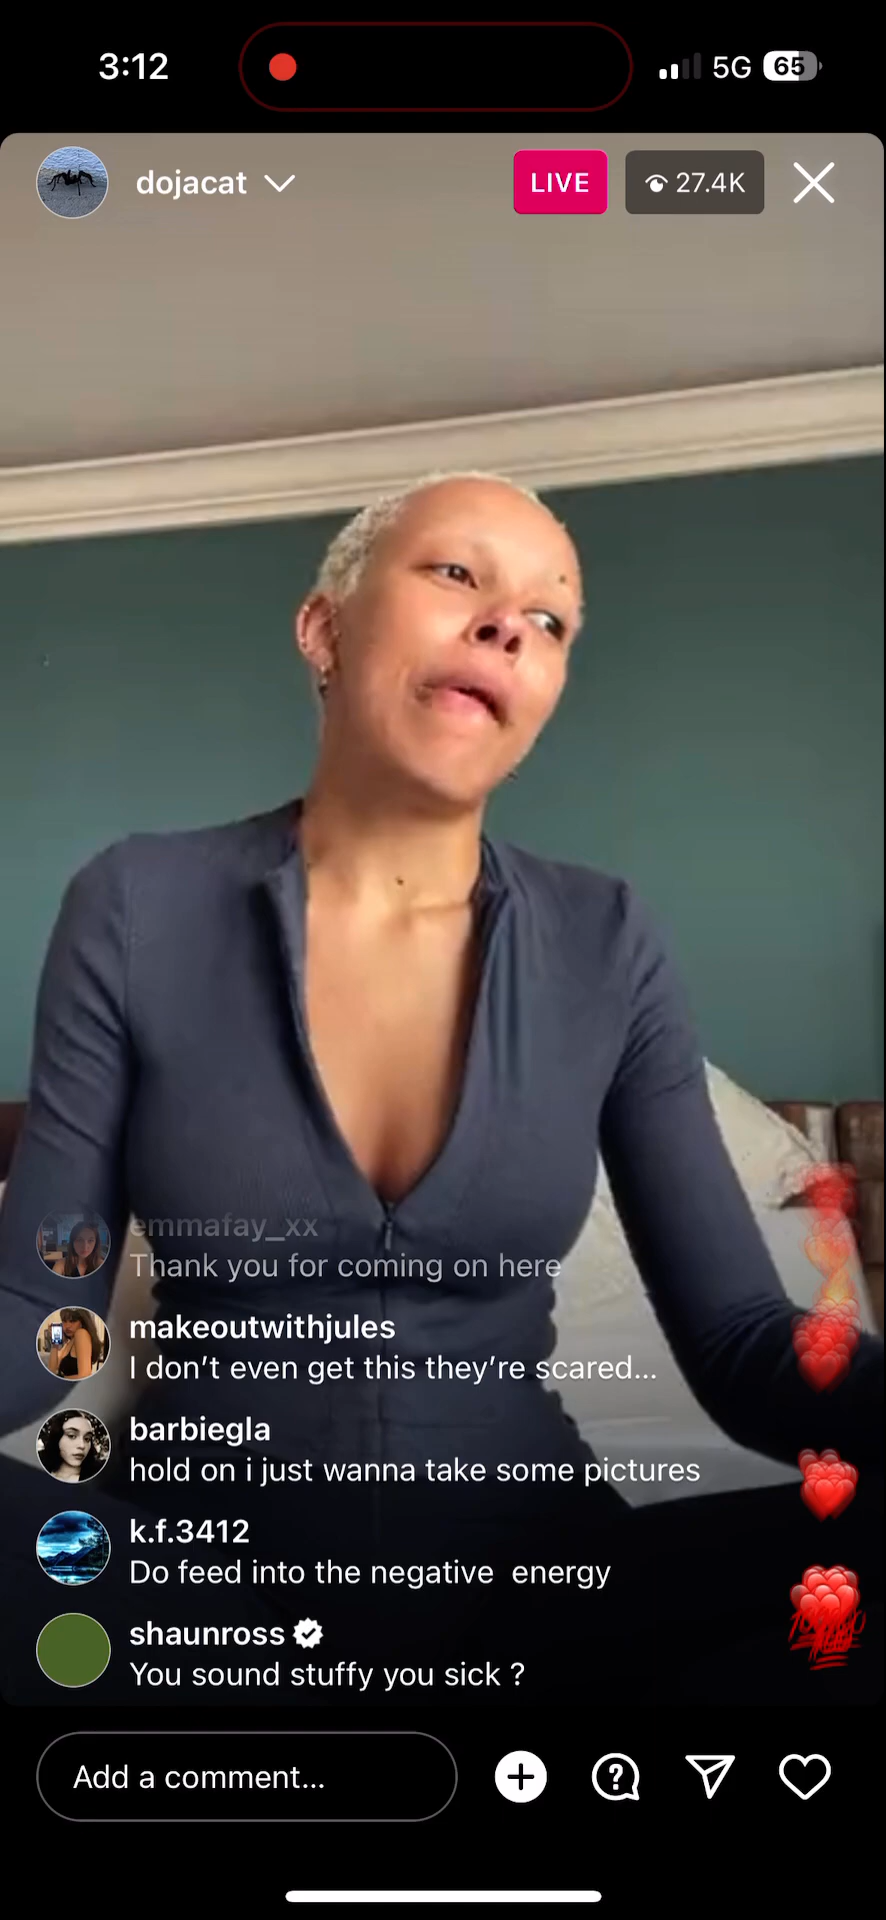 3:12
5G 65
dojacat
LIVE
27.4K
emmafay_xx
Thank you for coming on here
makeoutwithjules
I don’t even get this they’re scared...
barbiegla
hold on i just wanna take some pictures
k.f.3412
Do feed into the negative  energy
shaunross
You sound stuffy you sick ?
Add a comment...